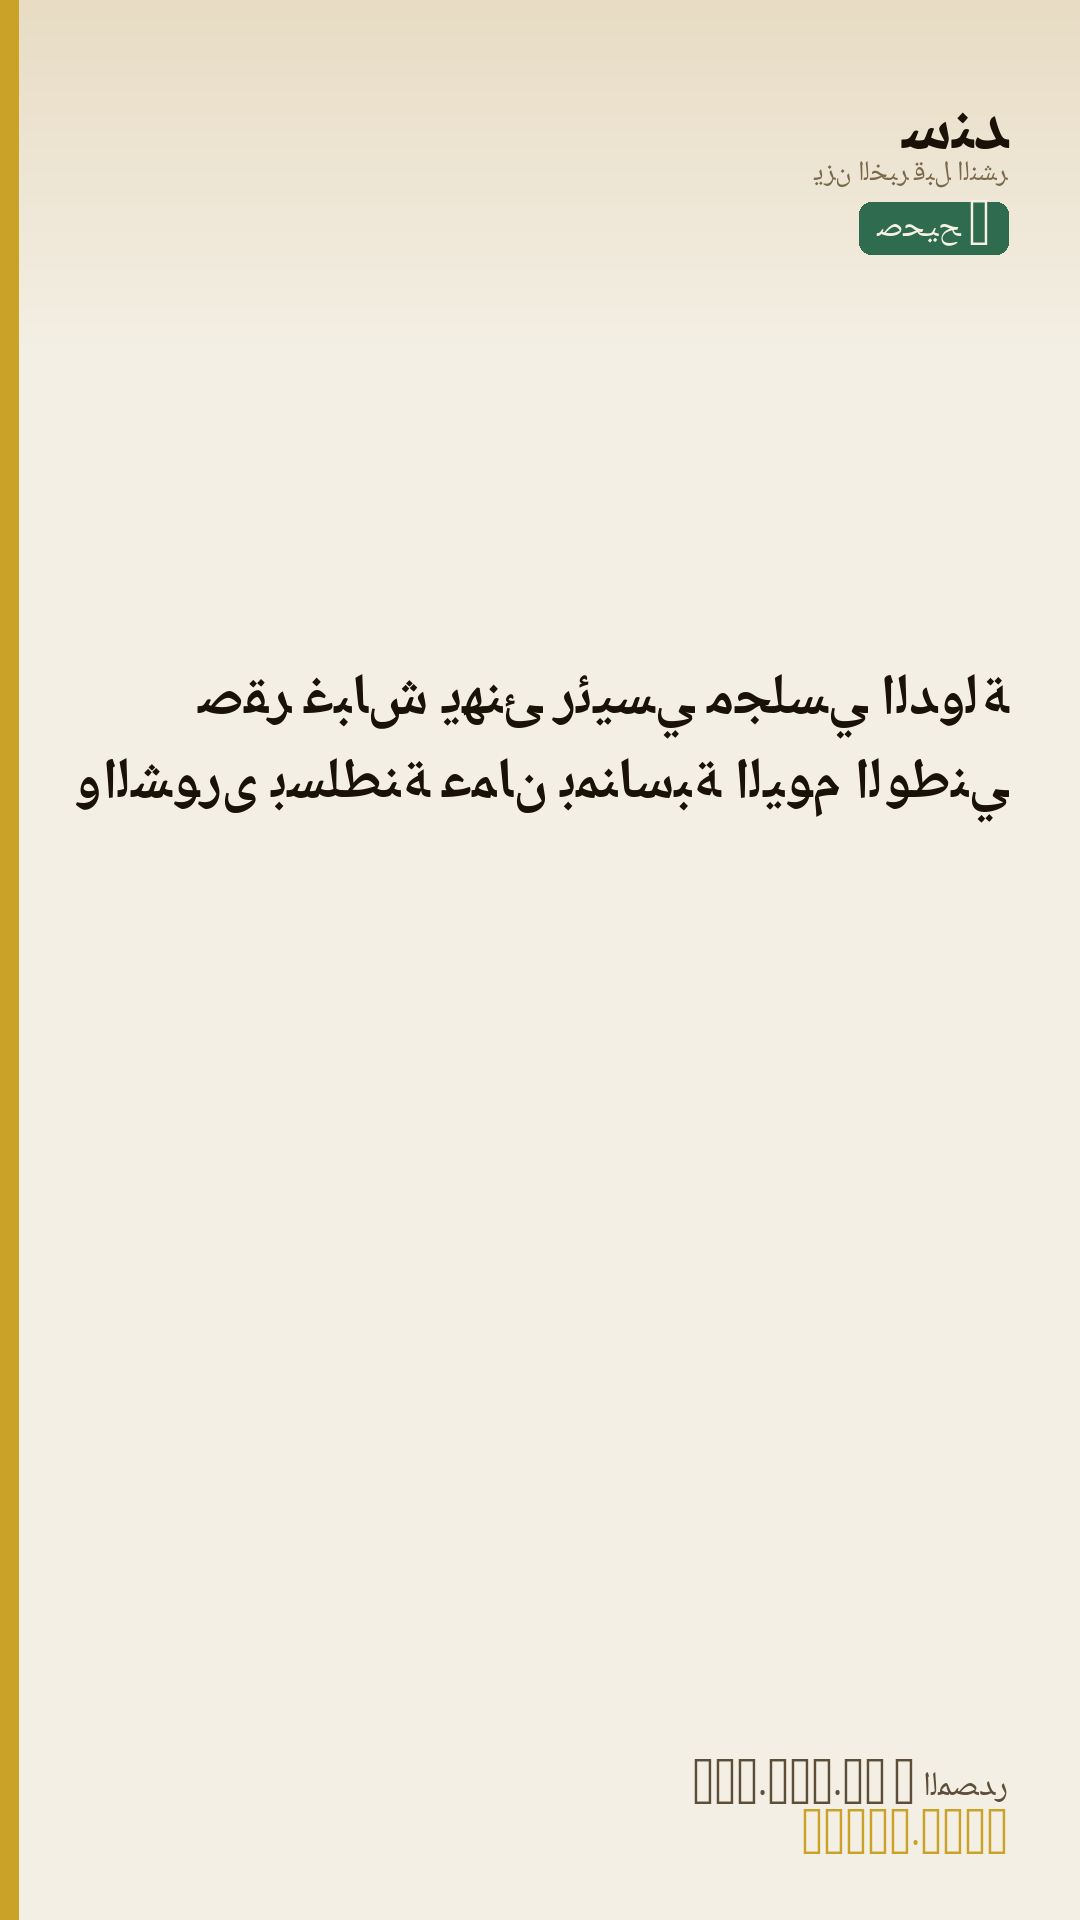 سند
يزن الخبر قبل النشر
صحيح
صقر غباش يهنئ رئيسي مجلسي الدولة
والشورى بسلطنة عمان بمناسبة اليوم الوطني
المصدر